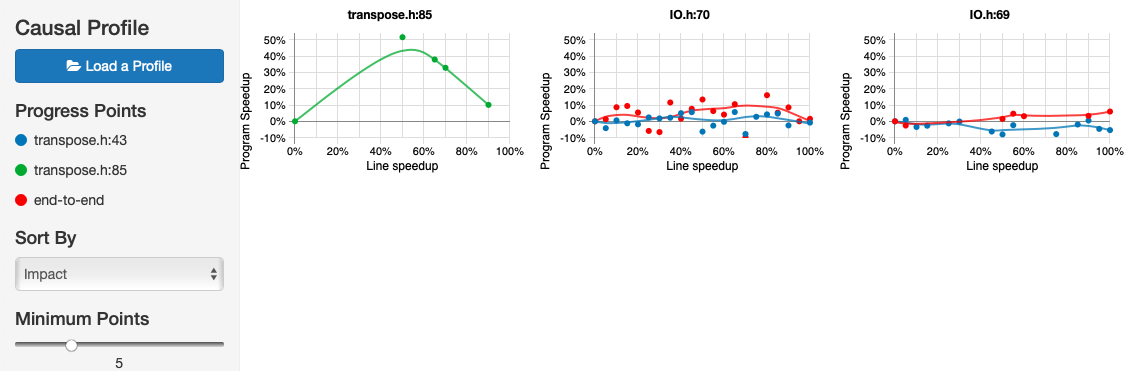 Causal Profile
Load a Profile
Progress Points
transpose.h:43
transpose.h:85
end-to-end
Sort By
Impact
Minimum Points
5
transpose.h:85
Program Speedup
50%
40%
30%
20%
10%
0%
-10%
0% 20% 40% 60% 80% 100%
Line speedup
IO.h:70
Program Speedup
50%
40%
30%
20%
10%
0%
-10%
0% 20% 40% 60% 80% 100%
Line speedup
IO.h:69
Program Speedup
50%
40%
30%
20%
10%
0%
-10%
0% 20% 40% 60% 80% 100%
Line speedup